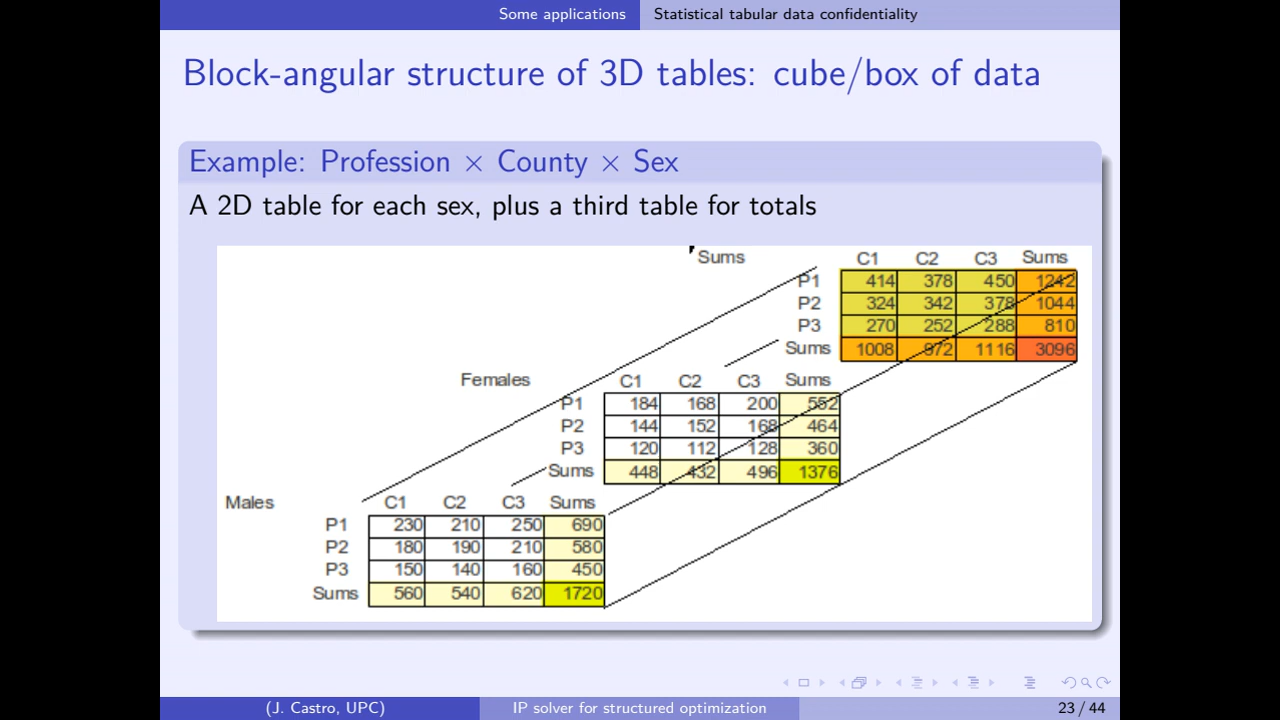 Some applications Statistical tabular data confidentiality
Block-angular structure of 3D tables: cube/box of data
Example: Profession × County × Sex
A 2D table for each sex, plus a third table for totals
Sums C1 C2 C3 Sums
P1 414 378 450 1242
P2 324 342 378 1044
P3 270 252 288 810
Sums 1008 972 1116 3096
Females C1 C2 C3 Sums
P1 184 168 200 552
P2 144 152 168 464
P3 120 112 128 360
Sums 448 432 496 1376
Males C1 C2 C3 Sums
P1 230 210 250 690
P2 180 190 210 580
P3 150 140 160 450
Sums 560 540 620 1720
(J. Castro, UPC) IP solver for structured optimization 23 / 44